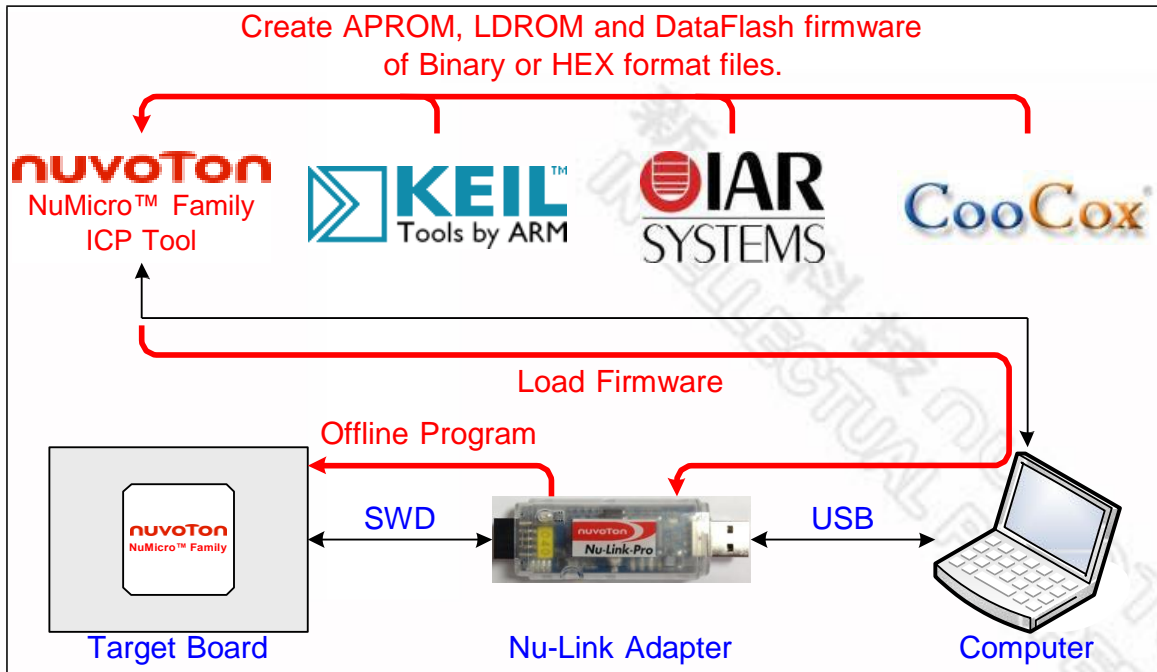 Create APROM, LDROM and DataFlash firmware
of Binary or HEX format files.
nuvoTon
NuMicro™ Family
ICP Tool
KEIL™
Tools by ARM
IAR
SYSTEMS
CooCox®
Load Firmware
Offline Program
nuvoTon
NuMicro™ Family
SWD
nuvoTon
Nu-Link-Pro
USB
Target Board
Nu-Link Adapter
Computer